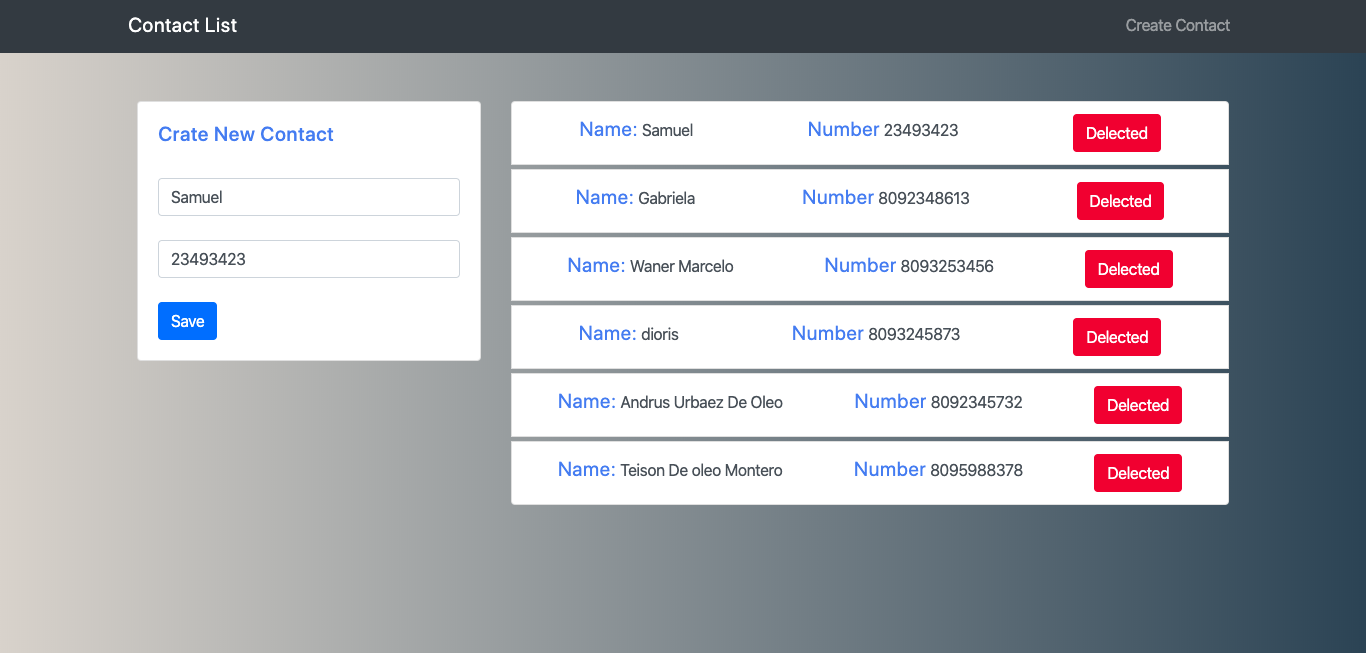 Contact List Create Contact
Crate New Contact
Samuel
23493423
Save
Name: Samuel Number 23493423 Delected
Name: Gabriela Number 8092348613 Delected
Name: Waner Marcelo Number 8093253456 Delected
Name: dioris Number 8093245873 Delected
Name: Andrus Urbaez De Oleo Number 8092345732 Delected
Name: Teison De oleo Montero Number 8095988378 Delected